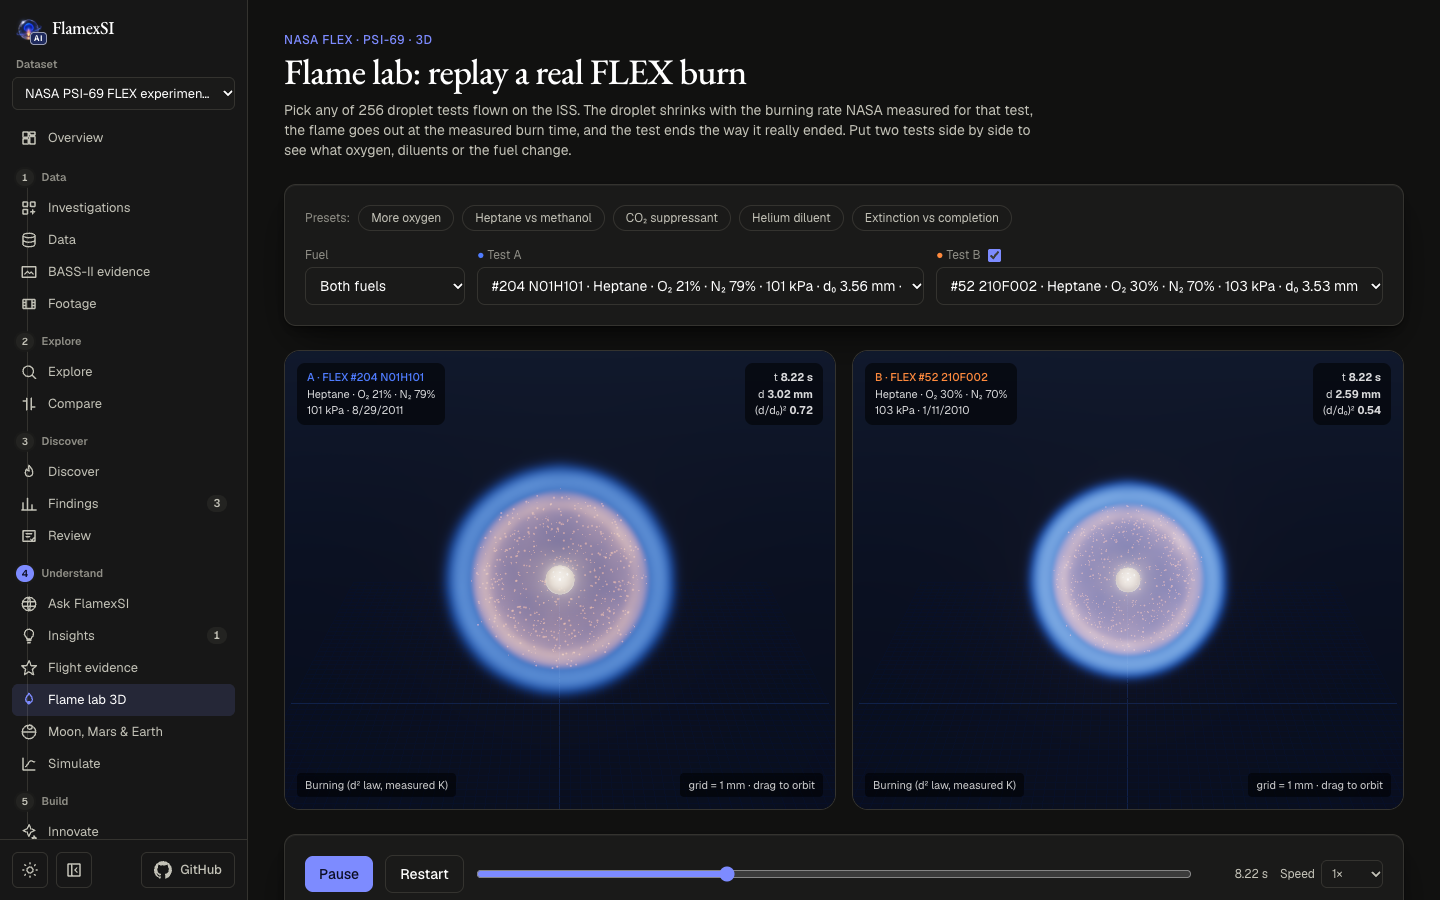 FlamexSI
AI
Dataset
NASA PSI-69 FLEX experimen...
Overview
1 Data
Investigations
Data
BASS-II evidence
Footage
2 Explore
Explore
Compare
3 Discover
Discover
Findings 3
Review
4 Understand
Ask FlamexSI
Insights 1
Flight evidence
Flame lab 3D
Moon, Mars & Earth
Simulate
5 Build
Innovate
GitHub
NASA FLEX · PSI-69 · 3D
Flame lab: replay a real FLEX burn
Pick any of 256 droplet tests flown on the ISS. The droplet shrinks with the burning rate NASA measured for that test,
the flame goes out at the measured burn time, and the test ends the way it really ended. Put two tests side by side to
see what oxygen, diluents or the fuel change.
Presets: More oxygen Heptane vs methanol CO₂ suppressant Helium diluent Extinction vs completion
Fuel
Both fuels
Test A
#204 N01H101 · Heptane · O₂ 21% · N₂ 79% · 101 kPa · d₀ 3.56 mm ·
Test B
#52 210F002 · Heptane · O₂ 30% · N₂ 70% · 103 kPa · d₀ 3.53 mm
A · FLEX #204 N01H101
Heptane · O₂ 21% · N₂ 79%
101 kPa · 8/29/2011
t 8.22 s
d 3.02 mm
(d/d₀)² 0.72
Burning (d² law, measured K)
grid = 1 mm · drag to orbit
B · FLEX #52 210F002
Heptane · O₂ 30% · N₂ 70%
103 kPa · 1/11/2010
t 8.22 s
d 2.59 mm
(d/d₀)² 0.54
Burning (d² law, measured K)
grid = 1 mm · drag to orbit
Pause Restart 8.22 s Speed 1×